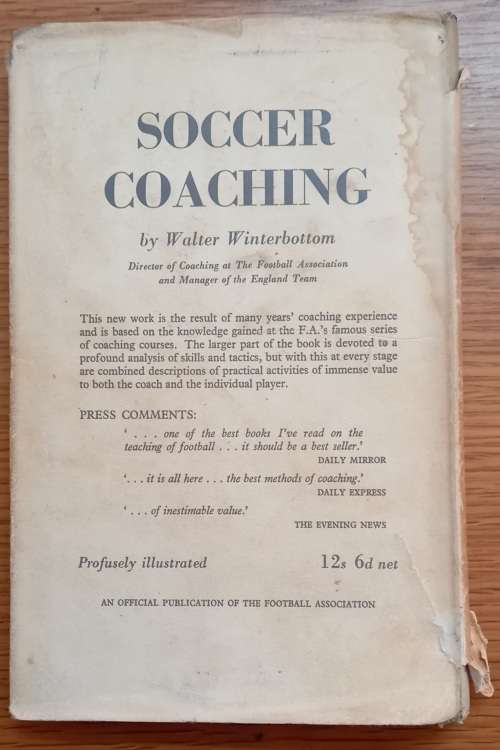 SOCCER
COACHING
by Walter Winterbottom
Director of Coaching at The Football Association
and Manager of the England Team
This new work is the result of many years' coaching experience
and is based on the knowledge gained at the F.A.'s famous series
of coaching courses. The larger part of the book is devoted to a
profound analysis of skills and tactics, but with this at every stage
are combined descriptions of practical activities of immense value
to both the coach and the individual player.
PRESS COMMENTS:
' . . . one of the best books I've read on the
teaching of football . . . it should be a best seller.'
DAILY MIRROR
'. . . it is all here . . . the best methods of coaching.'
DAILY EXPRESS
' . . . of inestimable value.'
THE EVENING NEWS
Profusely illustrated 12s 6d net
AN OFFICIAL PUBLICATION OF THE FOOTBALL ASSOCIATION